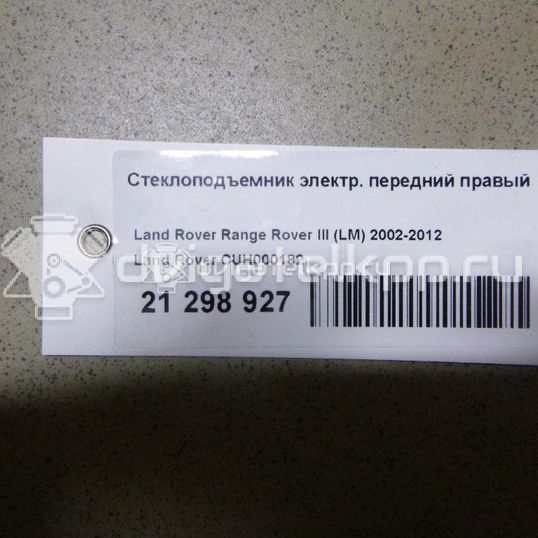 Стеклоподъемник электр. передний правый
Land Rover Range Rover III (LM) 2002-2012
Land Rover CUH000182
21 298 927